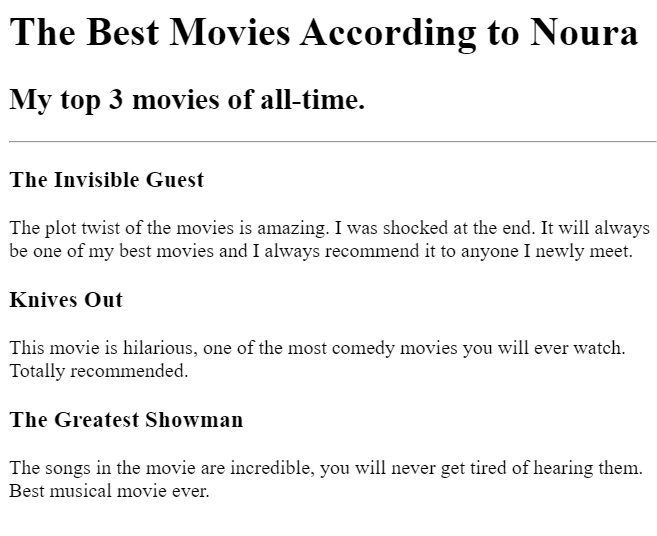 The Best Movies According to Noura
My top 3 movies of all-time.
The Invisible Guest
The plot twist of the movies is amazing. I was shocked at the end. It will always
be one of my best movies and I always recommend it to anyone I newly meet.
Knives Out
This movie is hilarious, one of the most comedy movies you will ever watch.
Totally recommended.
The Greatest Showman
The songs in the movie are incredible, you will never get tired of hearing them.
Best musical movie ever.